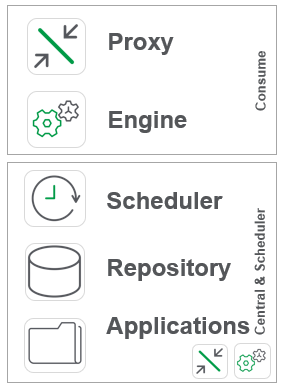 Proxy
Engine
Consume
Scheduler
Repository
Applications
Central & Scheduler